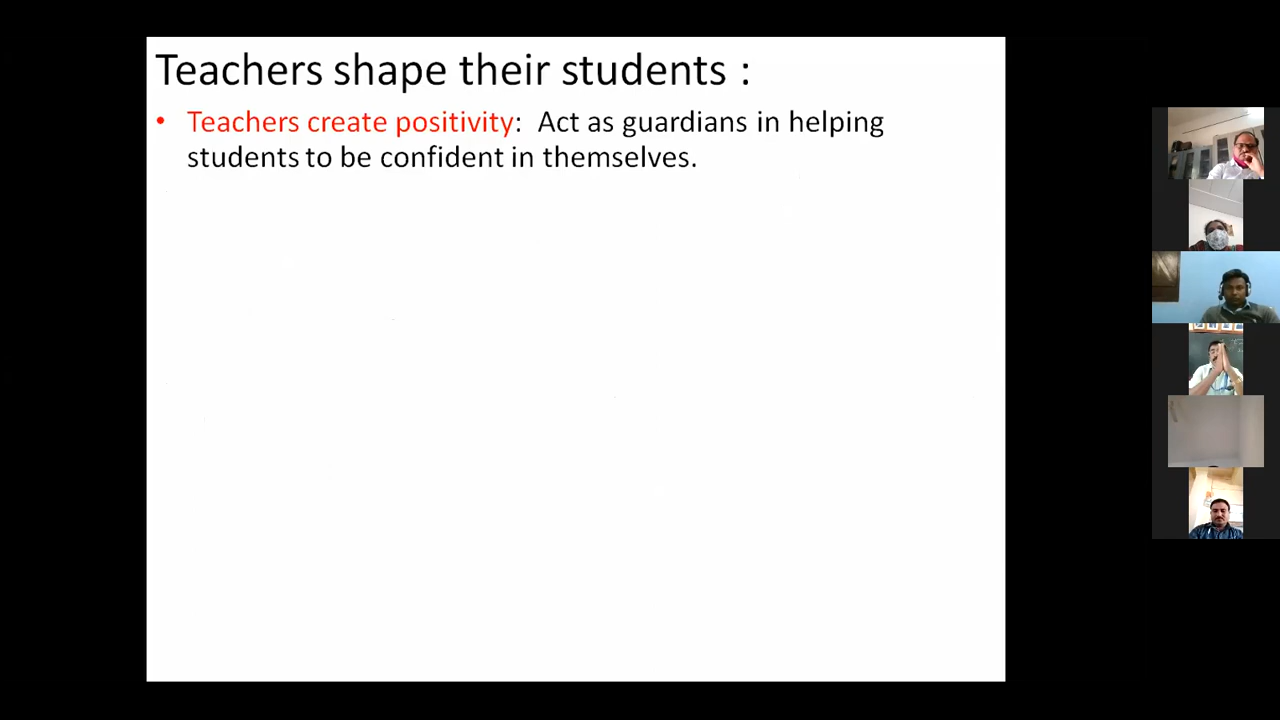 Teachers shape their students :
• Teachers create positivity:  Act as guardians in helping
students to be confident in themselves.